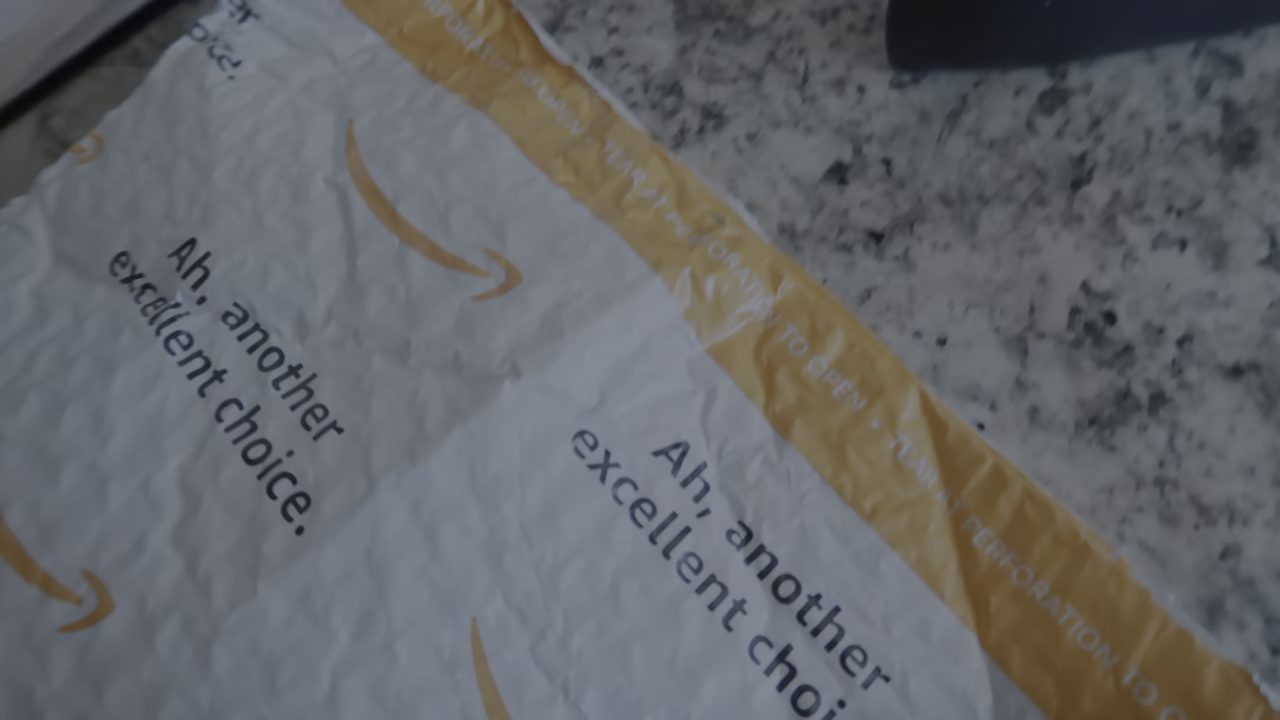 Ah, another
excellent choice.
Ah, another
excellent choi
TEAR AT PERFORATION TO OPEN • TEAR AT PERFORATION TO O